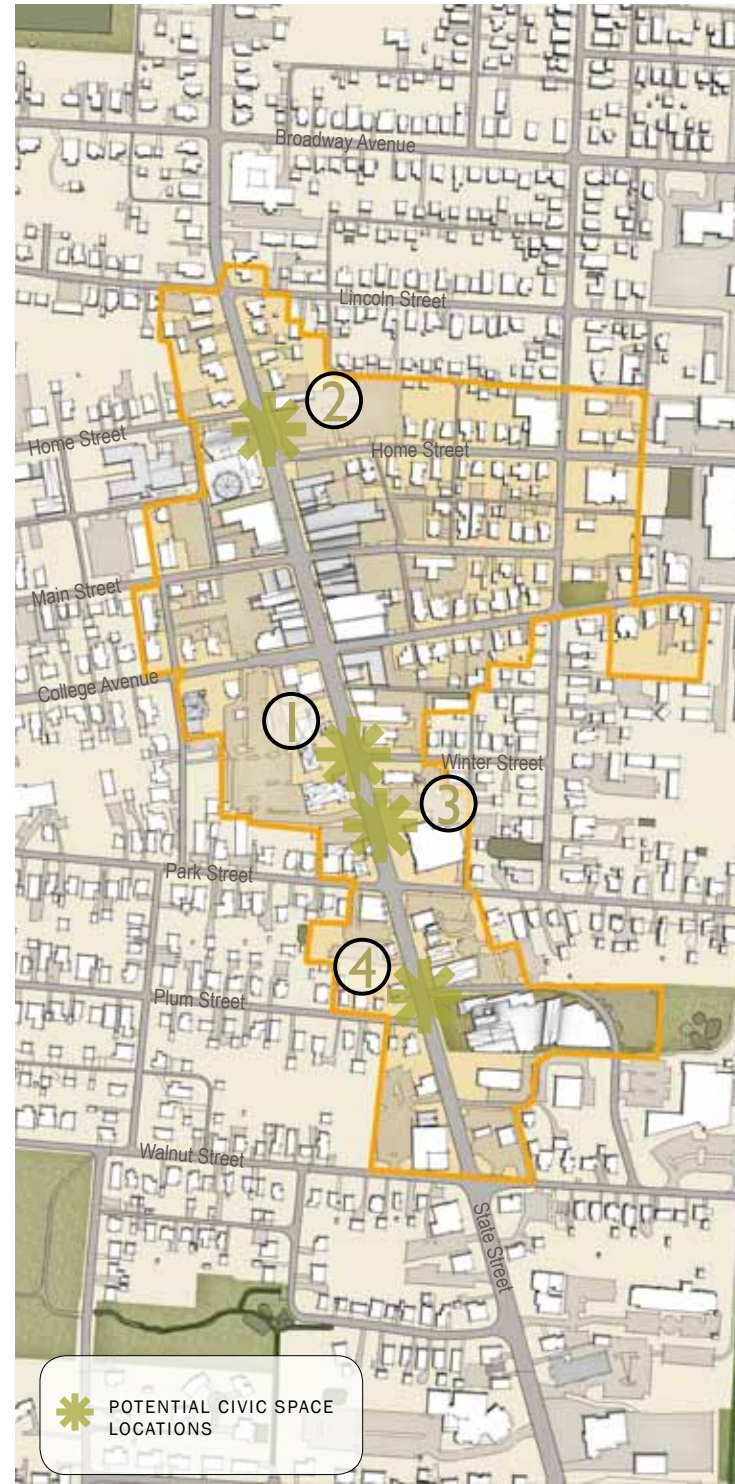 Broadway Avenue
Lincoln Street
2
Home Street
Home Street
Main Street
College Avenue
1
Winter Street
3
Park Street
4
Plum Street
Walnut Street
State Street
POTENTIAL CIVIC SPACE
LOCATIONS